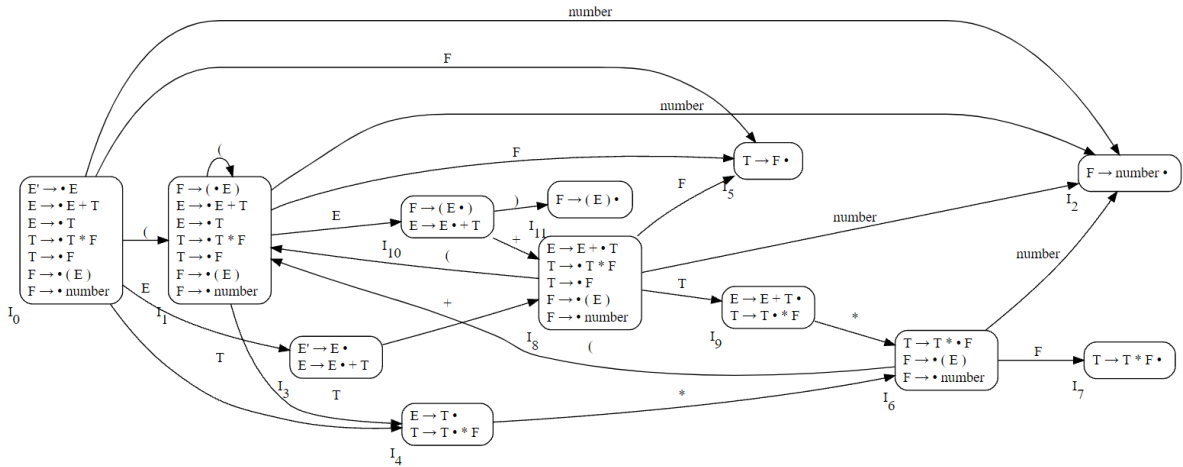 number
F
number
F
(
T → F •
F → number •
I5
I2
E' → • E
E → • E + T
E → • T
T → • T * F
T → • F
F → • ( E )
F → • number
I0
(
F → ( • E )
E → • E + T
E → • T
T → • T * F
T → • F
F → • ( E )
F → • number
I1
E
F → ( E • )
E → E • + T
I10
)
F → ( E ) •
I11
+
(
F
number
E → E + • T
T → • T * F
T → • F
F → • ( E )
F → • number
I8
E
+
T
E → E + T •
T → T • * F
I9
*
number
E' → E •
E → E • + T
I3
T
T
(
T → T * • F
F → • ( E )
F → • number
I6
F
T → T * F •
I7
*
E → T •
T → T • * F
I4